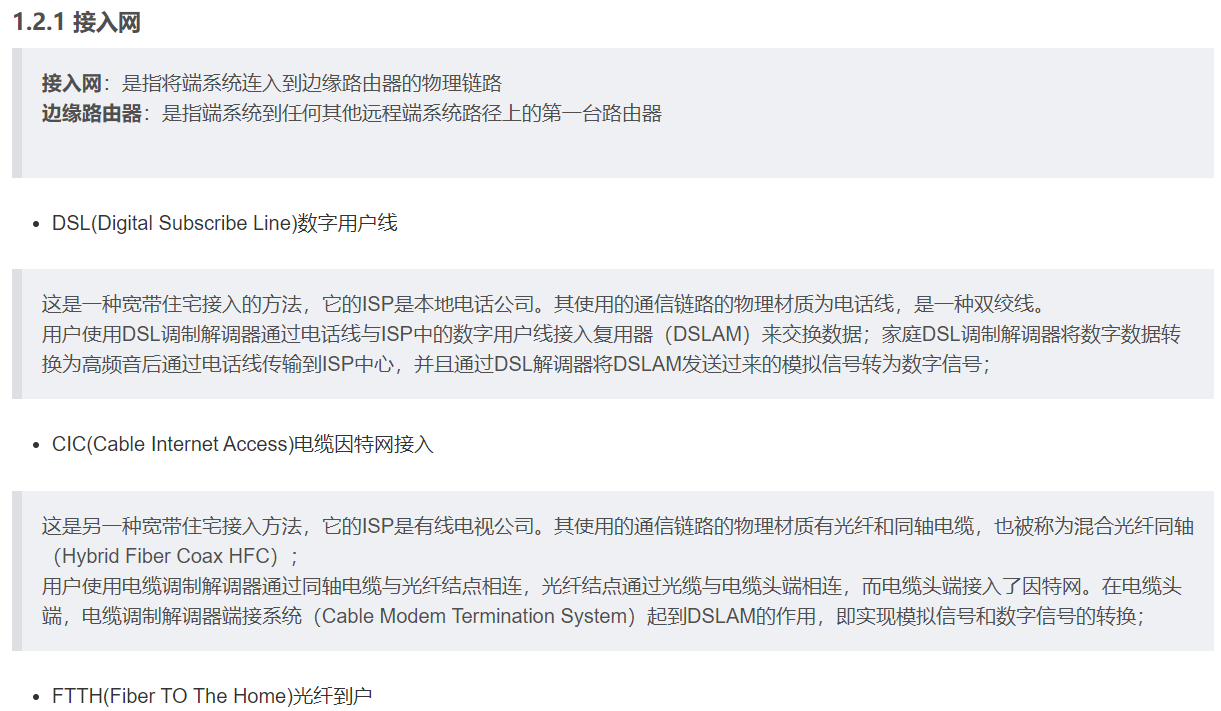 1.2.1 接入网
接入网：是指将端系统连入到边缘路由器的物理链路
边缘路由器：是指端系统到任何其他远程端系统路径上的第一台路由器
• DSL(Digital Subscribe Line)数字用户线
这是一种宽带住宅接入的方法，它的ISP是本地电话公司。其使用的通信链路的物理材质为电话线，是一种双绞线。
用户使用DSL调制解调器通过电话线与ISP中的数字用户线接入复用器（DSLAM）来交换数据；家庭DSL调制解调器将数字数据转
换为高频音后通过电话线传输到ISP中心，并且通过DSL解调器将DSLAM发送过来的模拟信号转为数字信号；
• CIC(Cable Internet Access)电缆因特网接入
这是另一种宽带住宅接入方法，它的ISP是有线电视公司。其使用的通信链路的物理材质有光纤和同轴电缆，也被称为混合光纤同轴
（Hybrid Fiber Coax HFC）；
用户使用电缆调制解调器通过同轴电缆与光纤结点相连，光纤结点通过光缆与电缆头端相连，而电缆头端接入了因特网。在电缆头
端，电缆调制解调器端接系统（Cable Modem Termination System）起到DSLAM的作用，即实现模拟信号和数字信号的转换；
• FTTH(Fiber TO The Home)光纤到户